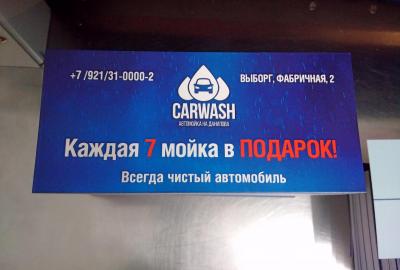 +7 /921/31-0000-2
ВЫБОРГ, ФАБРИЧНАЯ, 2
CARWASH
АВТОМОЙКА НА ДАНИЛОВА
Каждая 7 мойка в ПОДАРОК!
Всегда чистый автомобиль